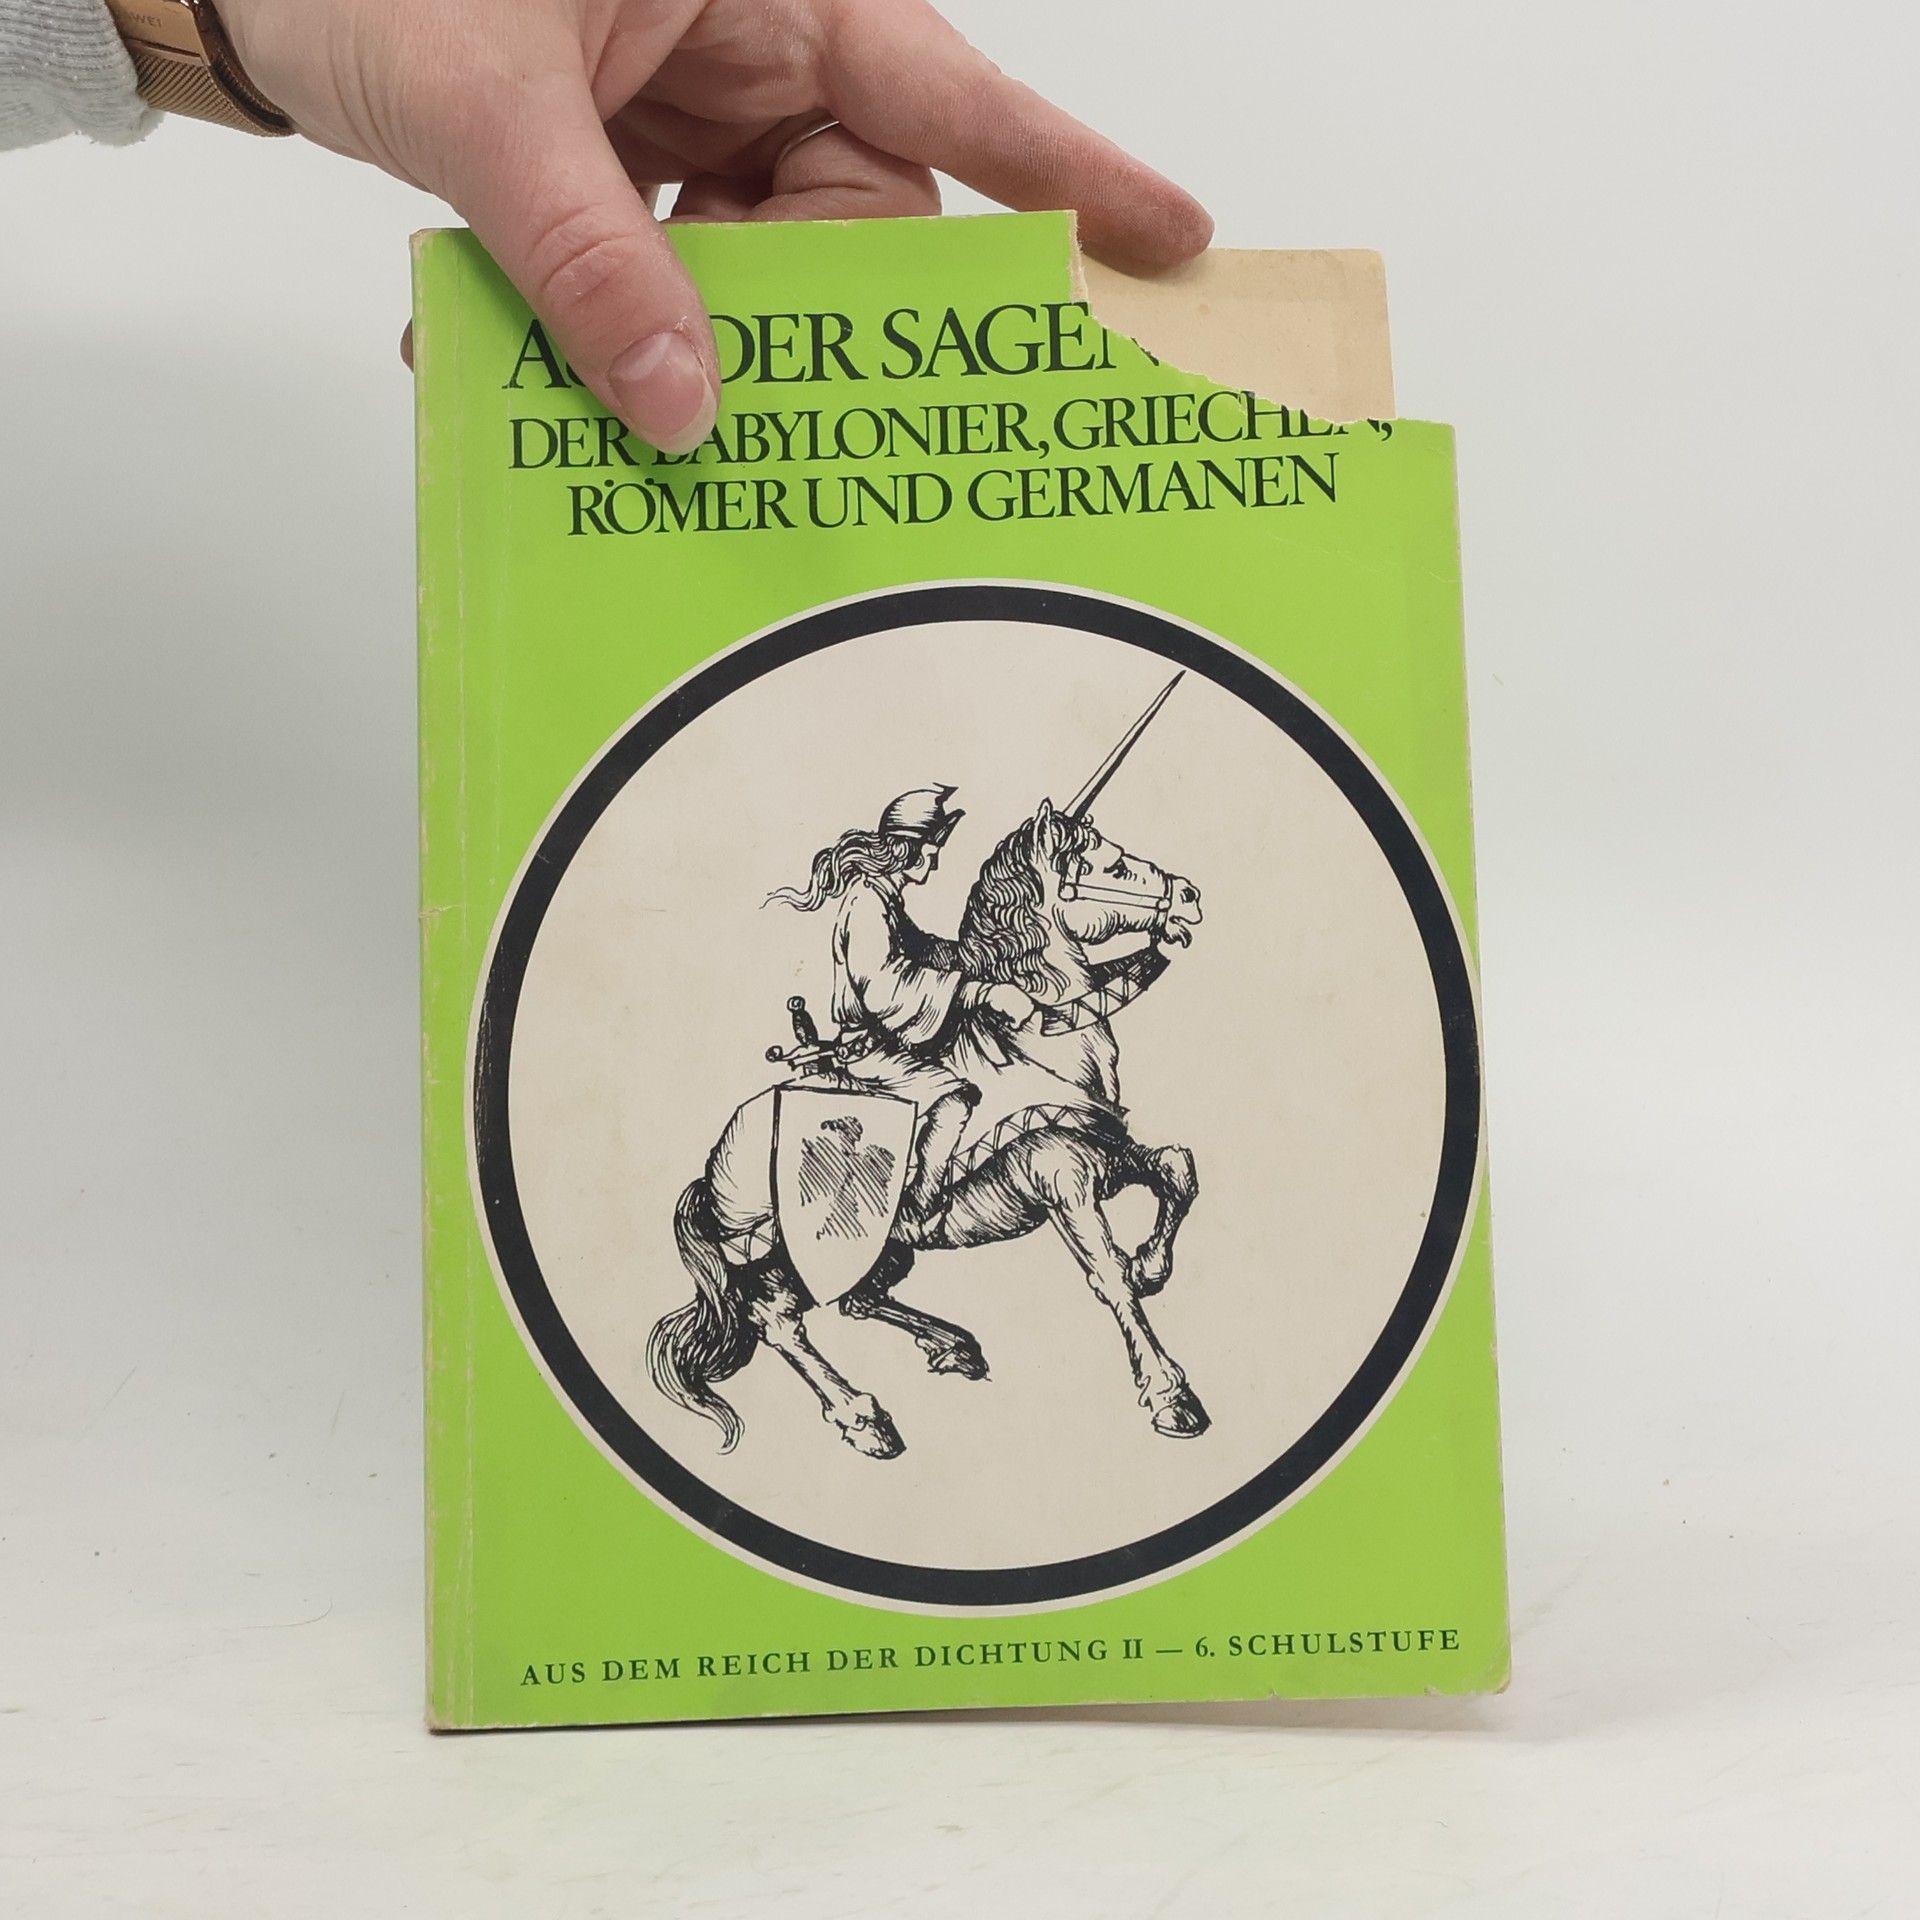 DER SAGEN
DER BABYLONIER, GRIECHEN,
RÖMER UND GERMANEN
AUS DEM REICH DER DICHTUNG II — 6. SCHULSTUFE